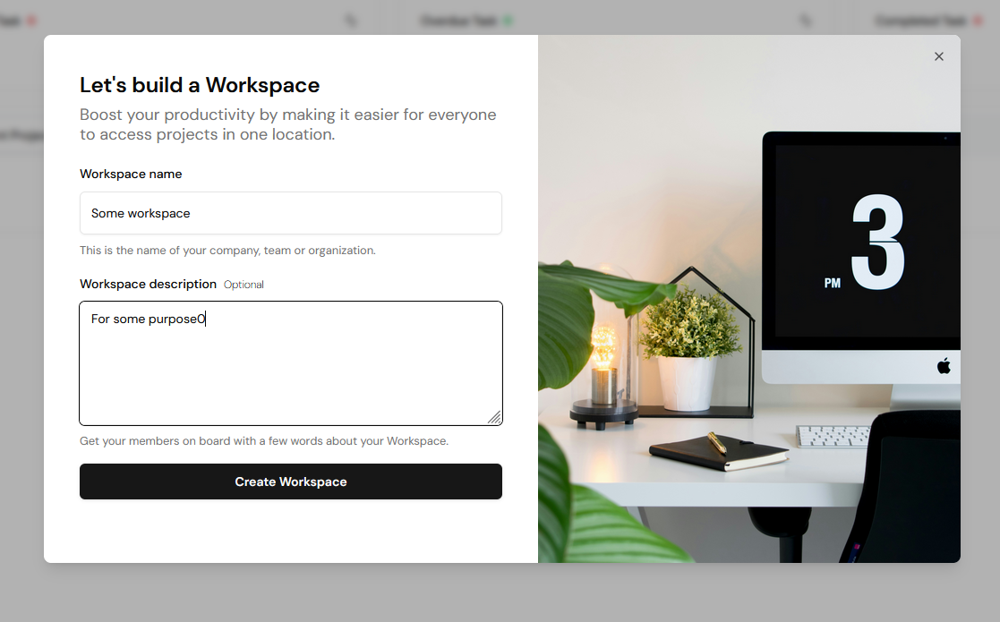 Task
Overdue Task
Completed Task
Let's build a Workspace
Boost your productivity by making it easier for everyone
to access projects in one location.
Workspace name
Some workspace
This is the name of your company, team or organization.
Workspace description Optional
For some purpose0
Get your members on board with a few words about your Workspace.
Create Workspace
3
PM